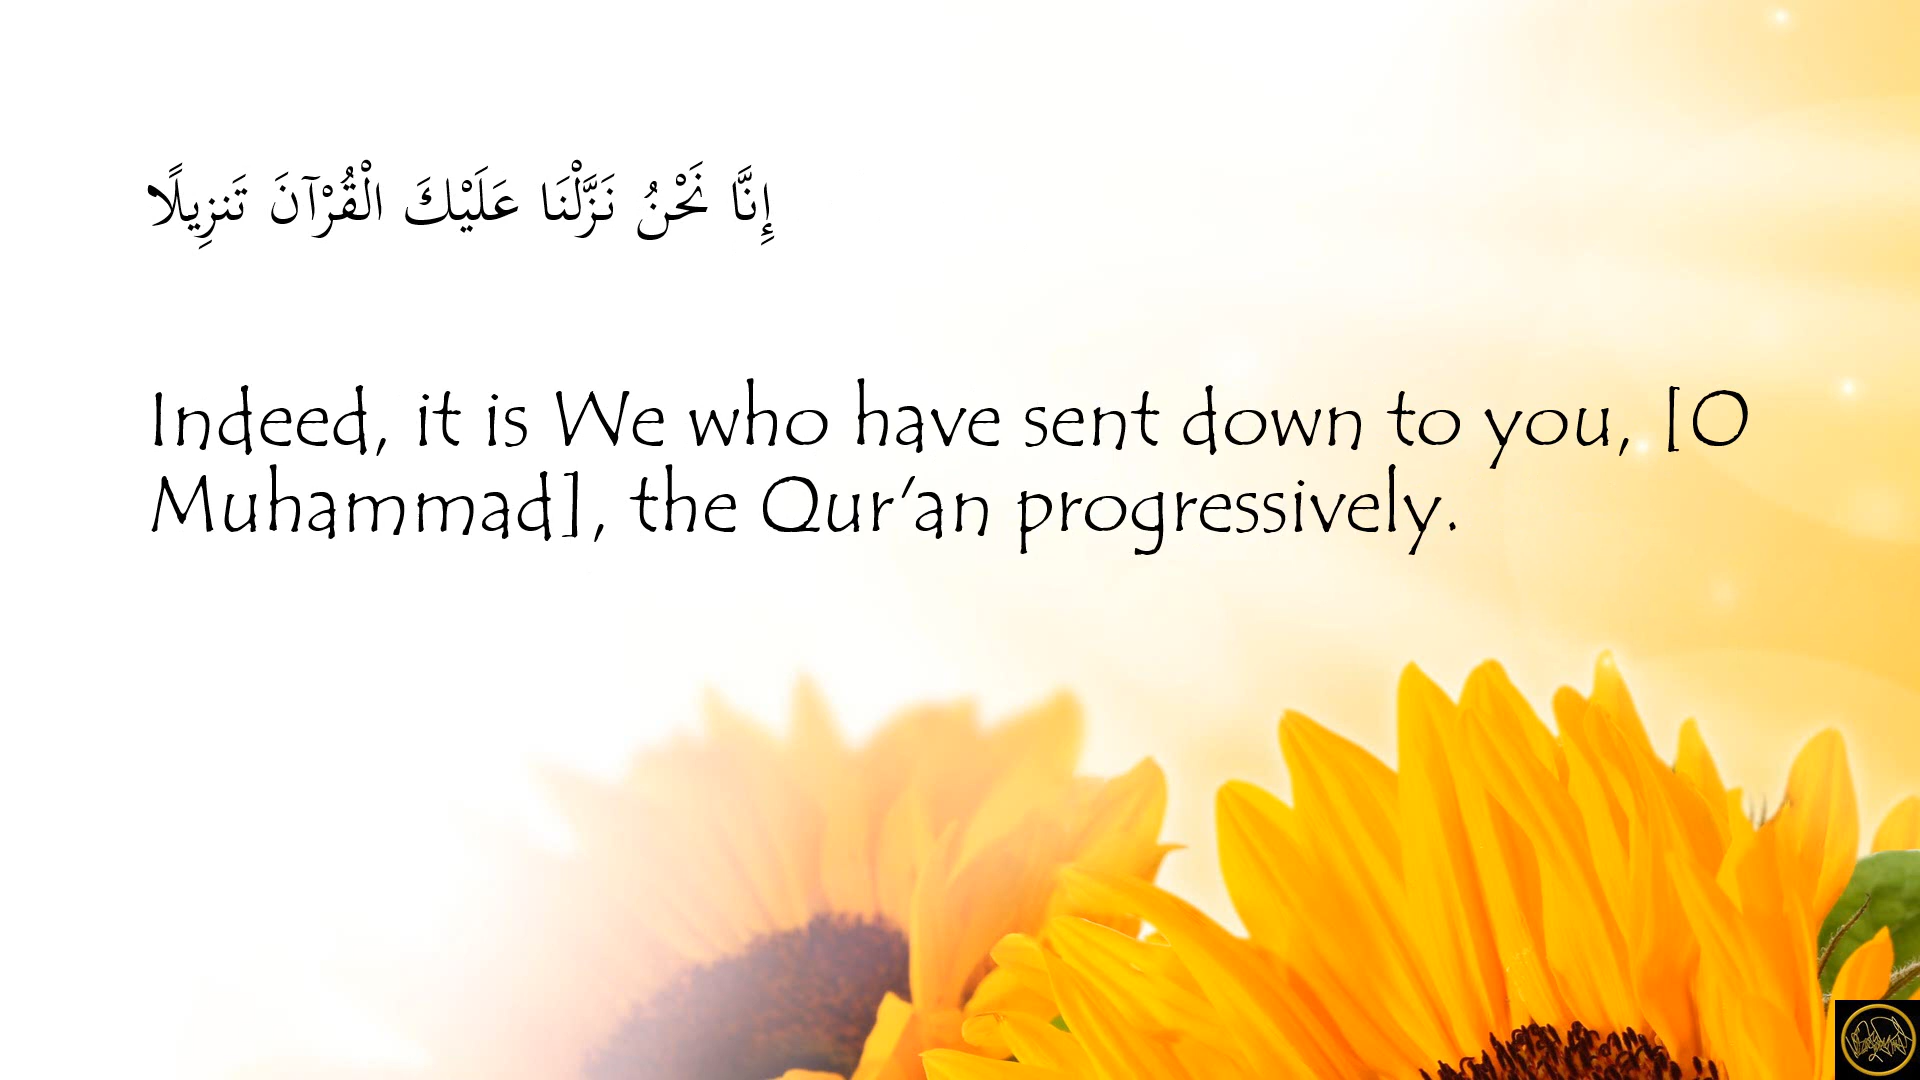 إِنَّا نَحْنُ نَزَّلْنَا عَلَيْكَ الْقُرْآنَ تَنزِيلًا
Indeed, it is We who have sent down to you, [O
Muhammad], the Qur'an progressively.